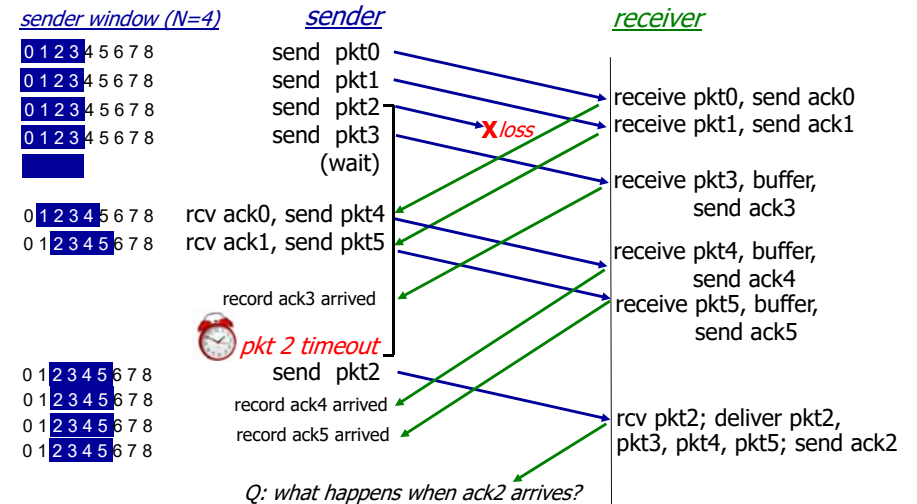 sender window (N=4)
sender
receiver
0 1 2 3 4 5 6 7 8
send pkt0
0 1 2 3 4 5 6 7 8
send pkt1
receive pkt0, send ack0
0 1 2 3 4 5 6 7 8
send pkt2
X loss
receive pkt1, send ack1
0 1 2 3 4 5 6 7 8
send pkt3
(wait)
receive pkt3, buffer,
send ack3
0 1 2 3 4 5 6 7 8
rcv ack0, send pkt4
0 1 2 3 4 5 6 7 8
rcv ack1, send pkt5
receive pkt4, buffer,
send ack4
record ack3 arrived
receive pkt5, buffer,
send ack5
pkt 2 timeout
0 1 2 3 4 5 6 7 8
send pkt2
0 1 2 3 4 5 6 7 8
record ack4 arrived
0 1 2 3 4 5 6 7 8
record ack5 arrived
rcv pkt2; deliver pkt2,
pkt3, pkt4, pkt5; send ack2
0 1 2 3 4 5 6 7 8
Q: what happens when ack2 arrives?